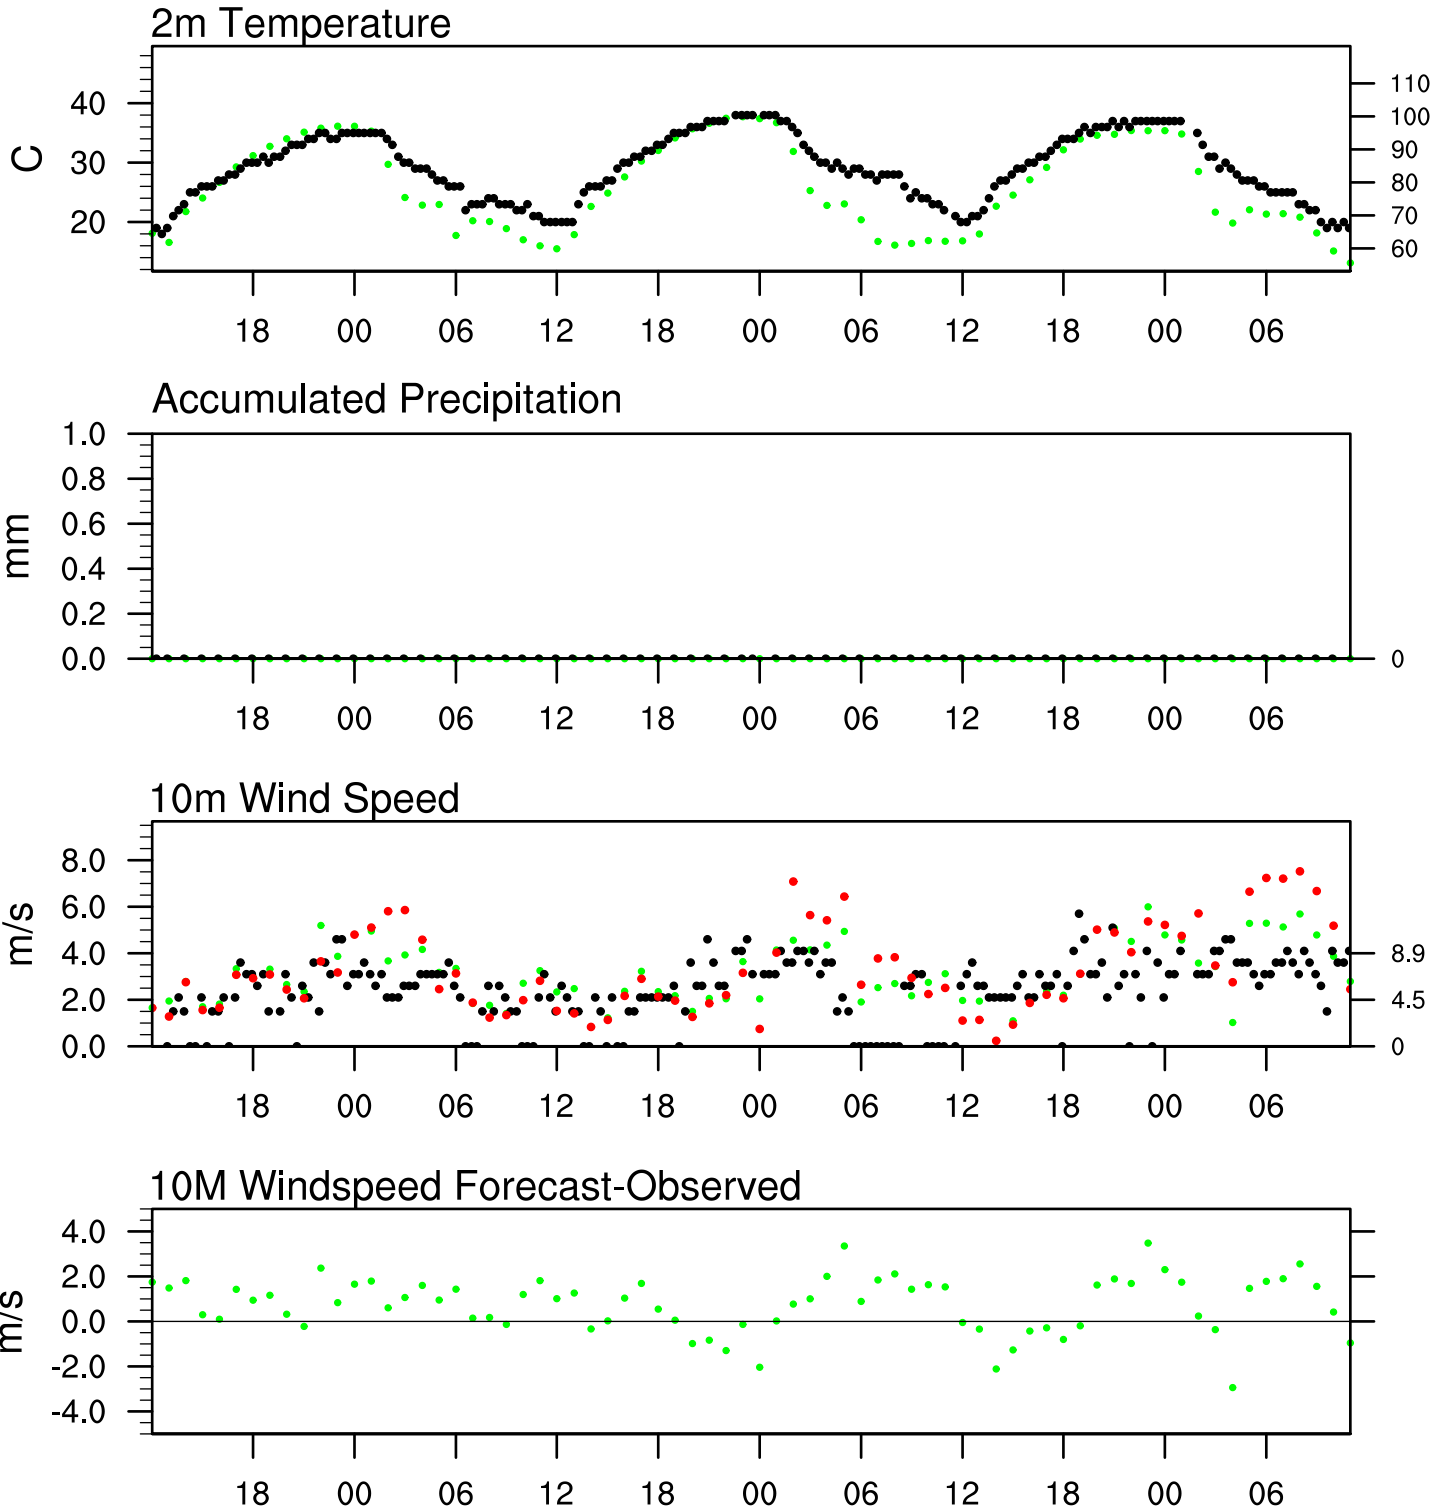 2m Temperature
C
40
30
20
110
100
90
80
70
60
18 00 06 12 18 00 06 12 18 00 06
Accumulated Precipitation
mm
1.0
0.8
0.6
0.4
0.2
0.0
0
18 00 06 12 18 00 06 12 18 00 06
10m Wind Speed
m/s
8.0
6.0
4.0
2.0
0.0
8.9
4.5
0
18 00 06 12 18 00 06 12 18 00 06
10M Windspeed Forecast-Observed
m/s
4.0
2.0
0.0
-2.0
-4.0
18 00 06 12 18 00 06 12 18 00 06